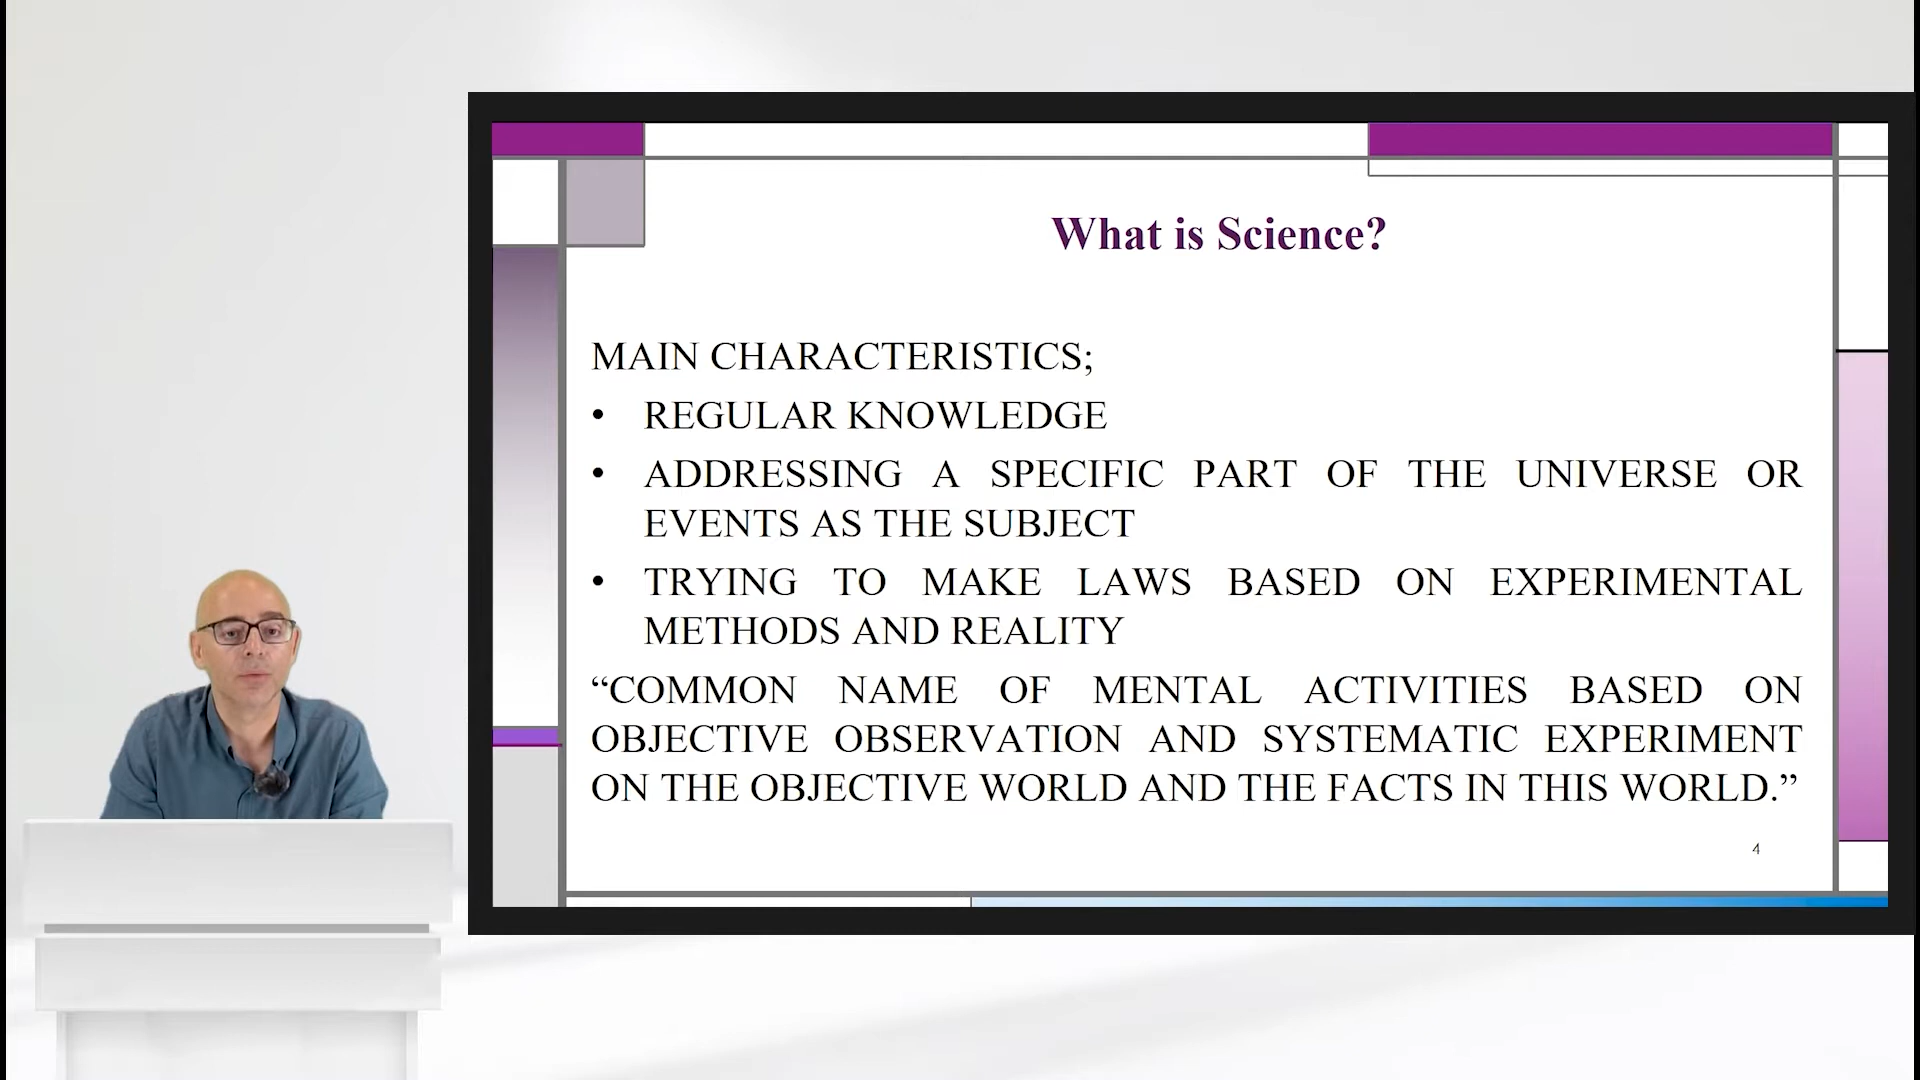 What is Science?
MAIN CHARACTERISTICS;
• REGULAR KNOWLEDGE
• ADDRESSING A SPECIFIC PART OF THE UNIVERSE OR
EVENTS AS THE SUBJECT
• TRYING TO MAKE LAWS BASED ON EXPERIMENTAL
METHODS AND REALITY
“COMMON NAME OF MENTAL ACTIVITIES BASED ON
OBJECTIVE OBSERVATION AND SYSTEMATIC EXPERIMENT
ON THE OBJECTIVE WORLD AND THE FACTS IN THIS WORLD.”
4